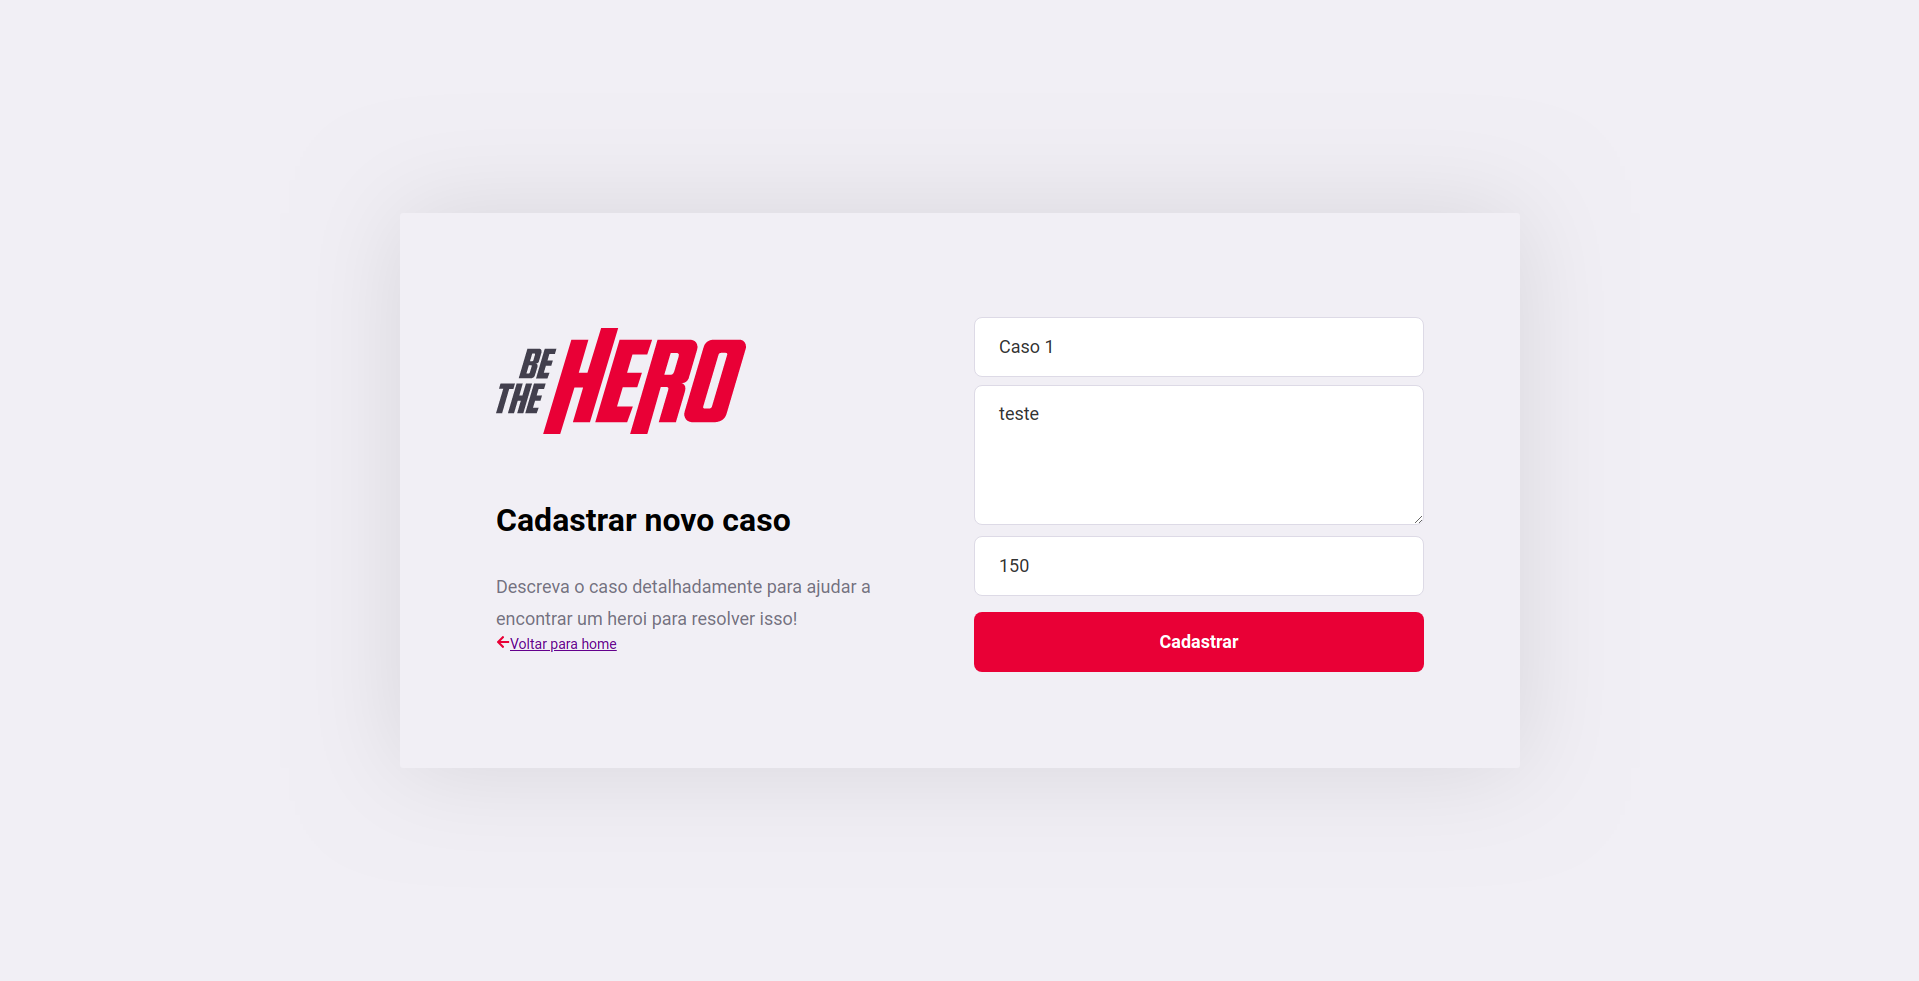 BE
THE
HERO
Cadastrar novo caso
Descreva o caso detalhadamente para ajudar a
encontrar um heroi para resolver isso!
Voltar para home
Caso 1
teste
150
Cadastrar